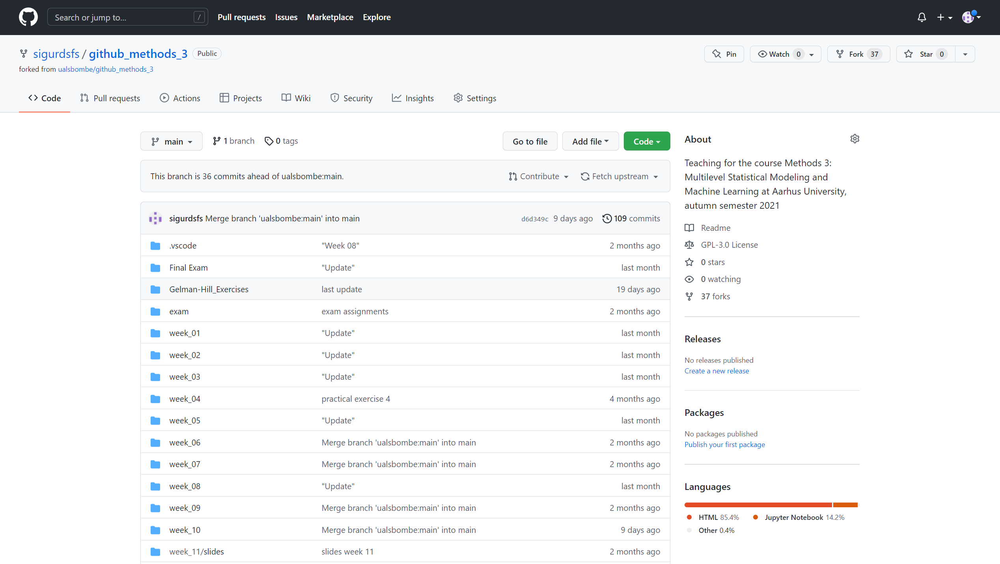 Search or jump to... /
Pull requests Issues Marketplace Explore
sigurdsfs / github_methods_3 Public
Pin Watch 0 Fork 37 Star 0
forked from ualsbombe/github_methods_3
Code Pull requests Actions Projects Wiki Security Insights Settings
main 1 branch 0 tags
Go to file Add file Code
This branch is 36 commits ahead of ualsbombe:main.
Contribute Fetch upstream
sigurdsfs Merge branch 'ualsbombe:main' into main d6d349c 9 days ago 109 commits
.vscode "Week 08" 2 months ago
Final Exam "Update" last month
Gelman-Hill_Exercises last update 19 days ago
exam exam assignments 2 months ago
week_01 "Update" last month
week_02 "Update" last month
week_03 "Update" last month
week_04 practical exercise 4 4 months ago
week_05 "Update" last month
week_06 Merge branch 'ualsbombe:main' into main 2 months ago
week_07 Merge branch 'ualsbombe:main' into main 2 months ago
week_08 "Update" last month
week_09 Merge branch 'ualsbombe:main' into main 2 months ago
week_10 Merge branch 'ualsbombe:main' into main 9 days ago
week_11/slides slides week 11 2 months ago
About
Teaching for the course Methods 3:
Multilevel Statistical Modeling and
Machine Learning at Aarhus University,
autumn semester 2021
Readme
GPL-3.0 License
0 stars
0 watching
37 forks
Releases
No releases published
Create a new release
Packages
No packages published
Publish your first package
Languages
HTML 85.4% Jupyter Notebook 14.2%
Other 0.4%